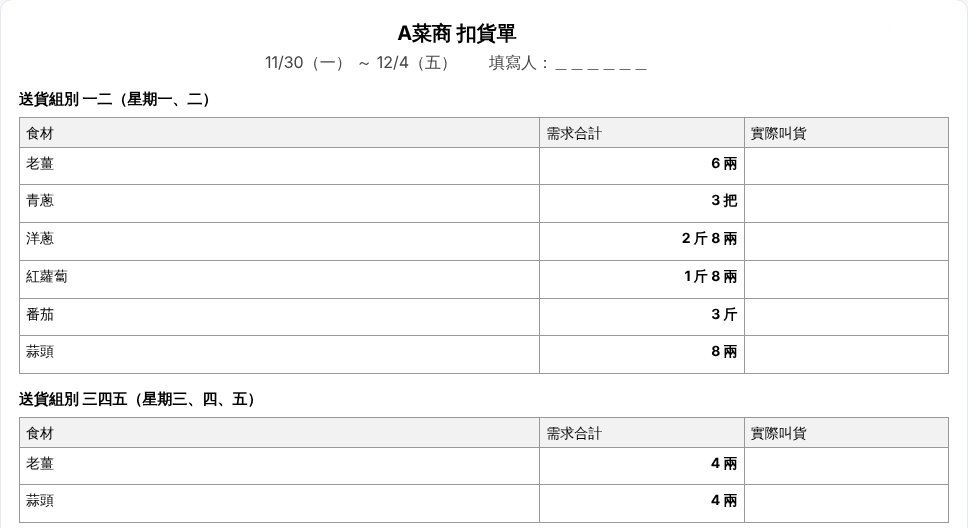 A菜商 扣貨單
11/30（一） ～ 12/4（五） 填寫人：＿＿＿＿＿＿
送貨組別 一二（星期一、二）
食材 需求合計 實際叫貨
老薑 6 兩
青蔥 3 把
洋蔥 2 斤 8 兩
紅蘿蔔 1 斤 8 兩
番茄 3 斤
蒜頭 8 兩
送貨組別 三四五（星期三、四、五）
食材 需求合計 實際叫貨
老薑 4 兩
蒜頭 4 兩